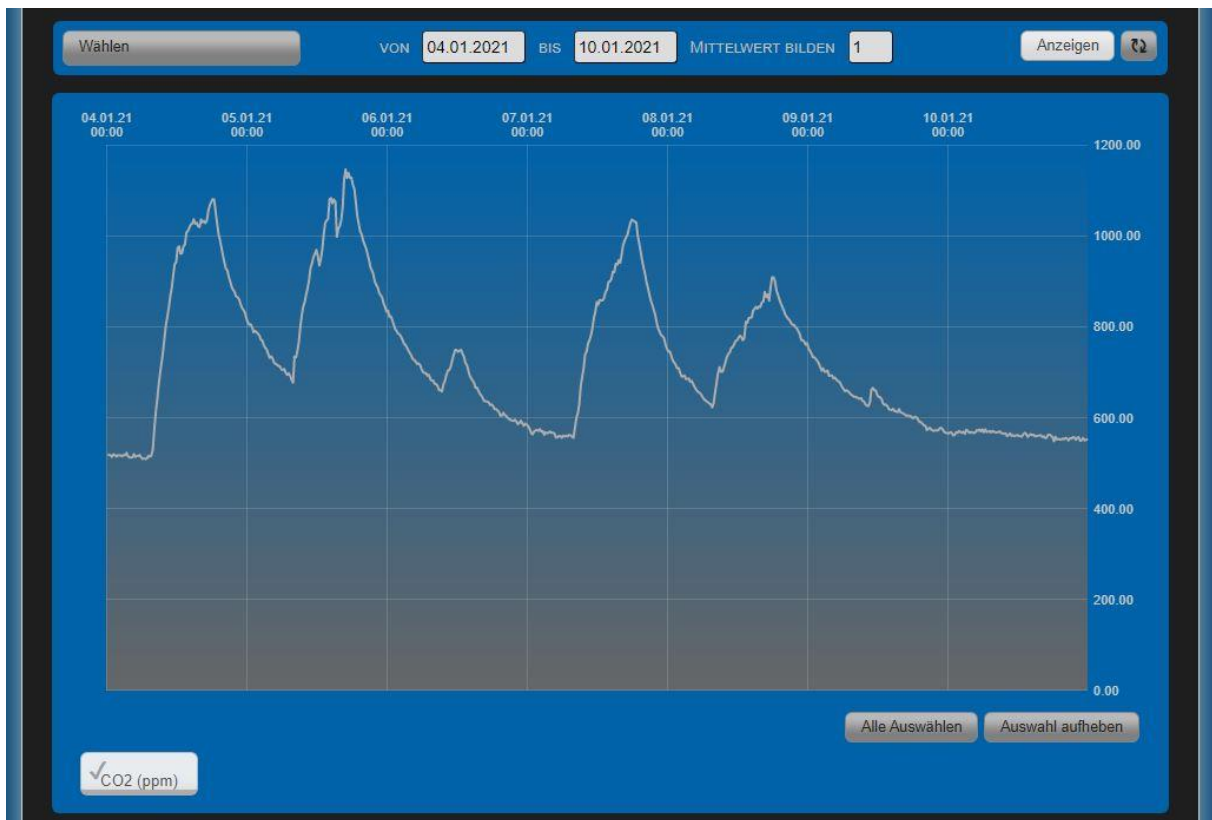 Wählen
VON 04.01.2021 BIS 10.01.2021 MITTELWERT BILDEN 1
Anzeigen
04.01.21 05.01.21 06.01.21 07.01.21 08.01.21 09.01.21 10.01.21
00:00 00:00 00:00 00:00 00:00 00:00 00:00
1200.00
1000.00
800.00
600.00
400.00
200.00
0.00
Alle Auswählen Auswahl aufheben
CO2 (ppm)